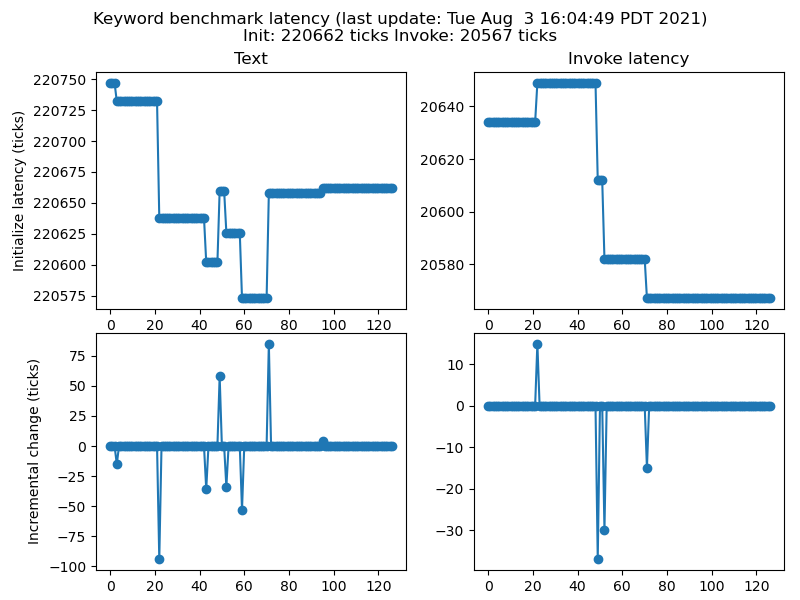 Keyword benchmark latency (last update: Tue Aug  3 16:04:49 PDT 2021)
Init: 220662 ticks Invoke: 20567 ticks
Text
Invoke latency
Initialize latency (ticks)
220750
220725
220700
220675
220650
220625
220600
220575
0 20 40 60 80 100 120
20640
20620
20600
20580
0 20 40 60 80 100 120
Incremental change (ticks)
75
50
25
0
−25
−50
−75
−100
0 20 40 60 80 100 120
10
0
−10
−20
−30
0 20 40 60 80 100 120